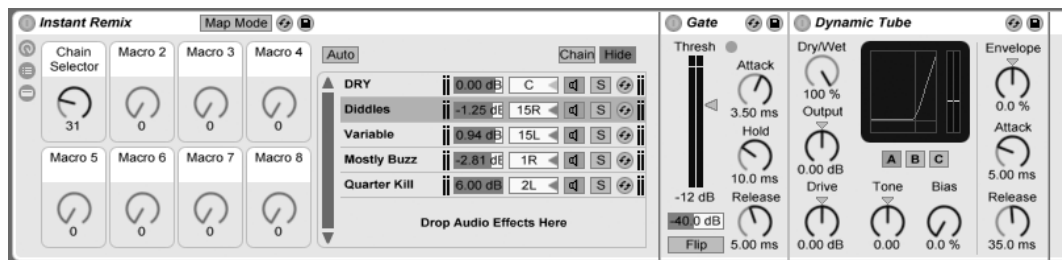 Instant Remix
Map Mode
Gate
Dynamic Tube
Chain Selector
Macro 2
Macro 3
Macro 4
31
0
0
0
Macro 5
Macro 6
Macro 7
Macro 8
0
0
0
0
Auto
Chain
Hide
DRY 0.00 dB C S
Diddles -1.25 dB 15R S
Variable 0.94 dB 15L S
Mostly Buzz -2.81 dB 1R S
Quarter Kill 6.00 dB 2L S
Drop Audio Effects Here
Thresh
-12 dB
-40.0 dB
Flip
Attack
3.50 ms
Hold
10.0 ms
Release
5.00 ms
Dry/Wet
100 %
Output
0.00 dB
Drive
0.00 dB
A B C
Tone
0.00
Bias
0.0 %
Envelope
0.0 %
Attack
5.00 ms
Release
35.0 ms